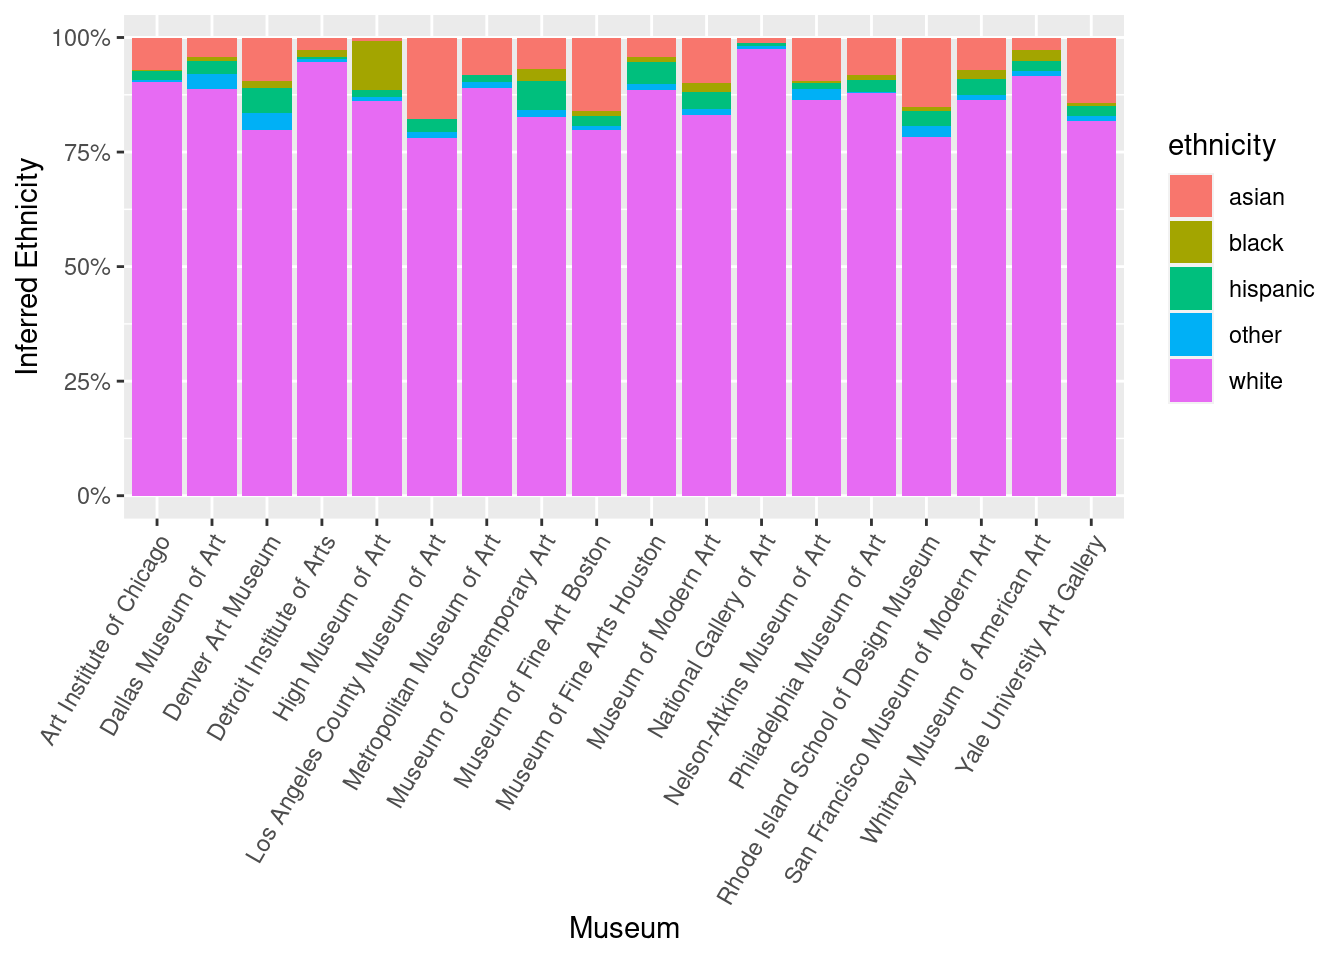 100%
75%
50%
25%
0%
Inferred Ethnicity
Art Institute of Chicago
Dallas Museum of Art
Denver Art Museum
Detroit Institute of Arts
High Museum of Art
Los Angeles County Museum of Art
Metropolitan Museum of Art
Museum of Contemporary Art
Museum of Fine Art Boston
Museum of Fine Arts Houston
Museum of Modern Art
National Gallery of Art
Nelson-Atkins Museum of Art
Philadelphia Museum of Art
Rhode Island School of Design Museum
San Francisco Museum of Modern Art
Whitney Museum of American Art
Yale University Art Gallery
Museum
ethnicity
asian
black
hispanic
other
white